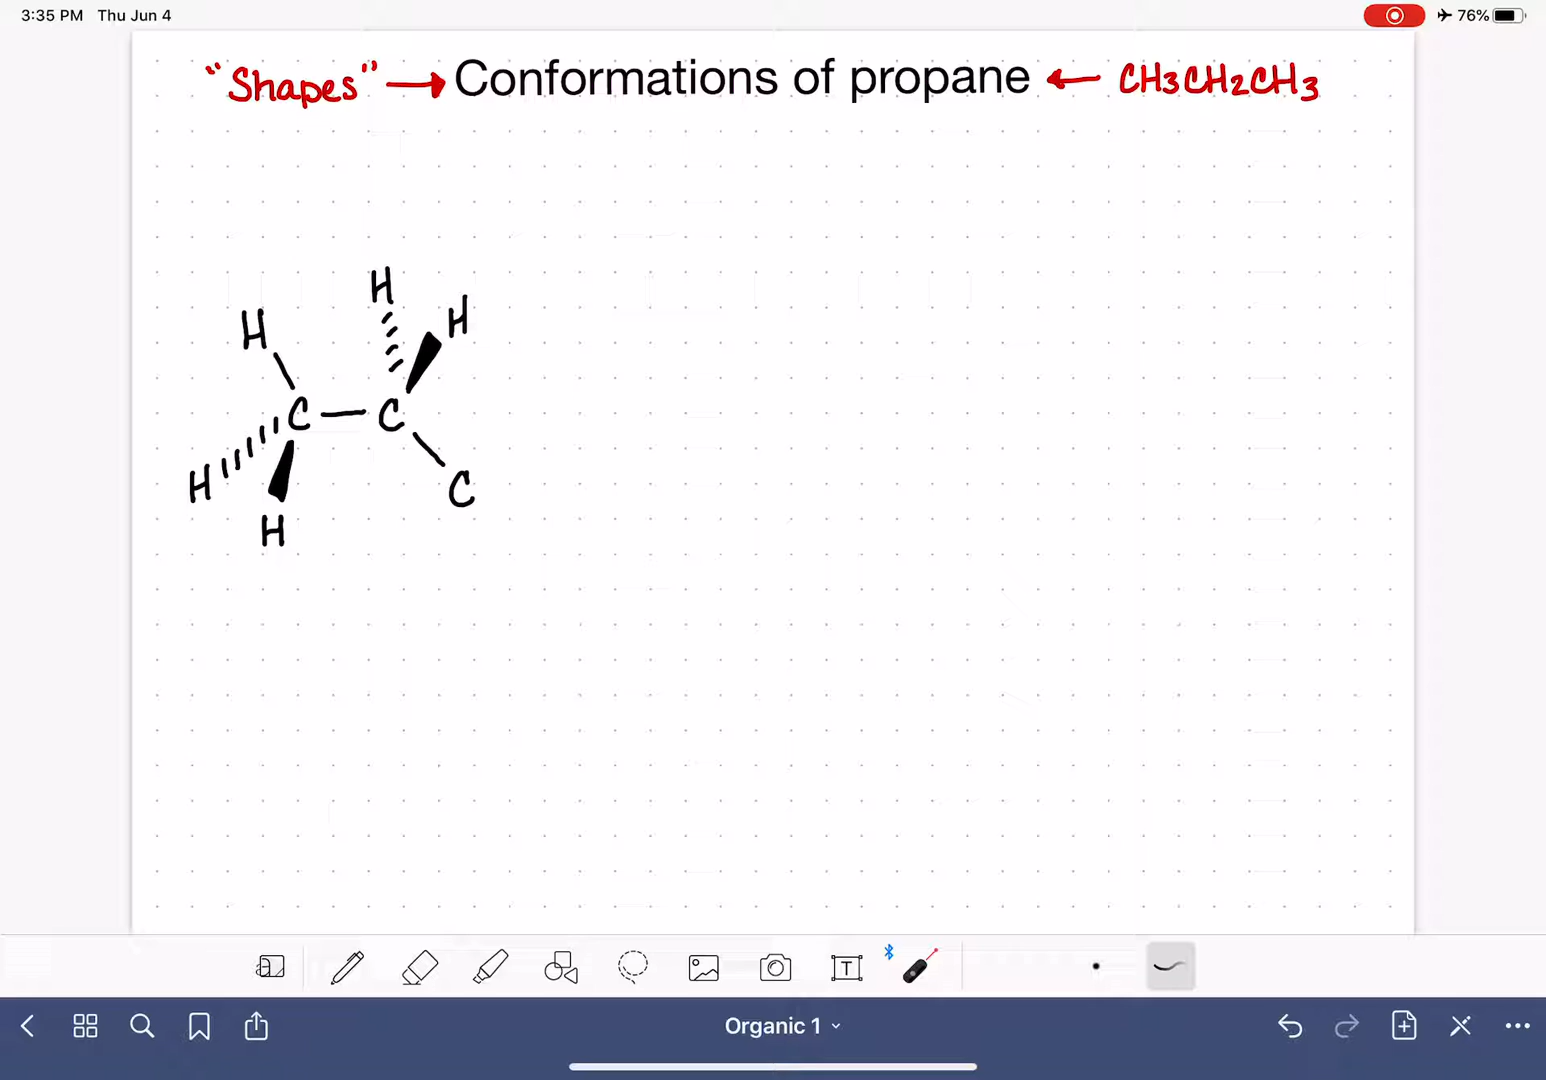 3:35 PM Thu Jun 4
76%
"Shapes" → Conformations of propane ← CH3CH2CH3
H
H
H
C — C
H
C
H
T
Organic 1